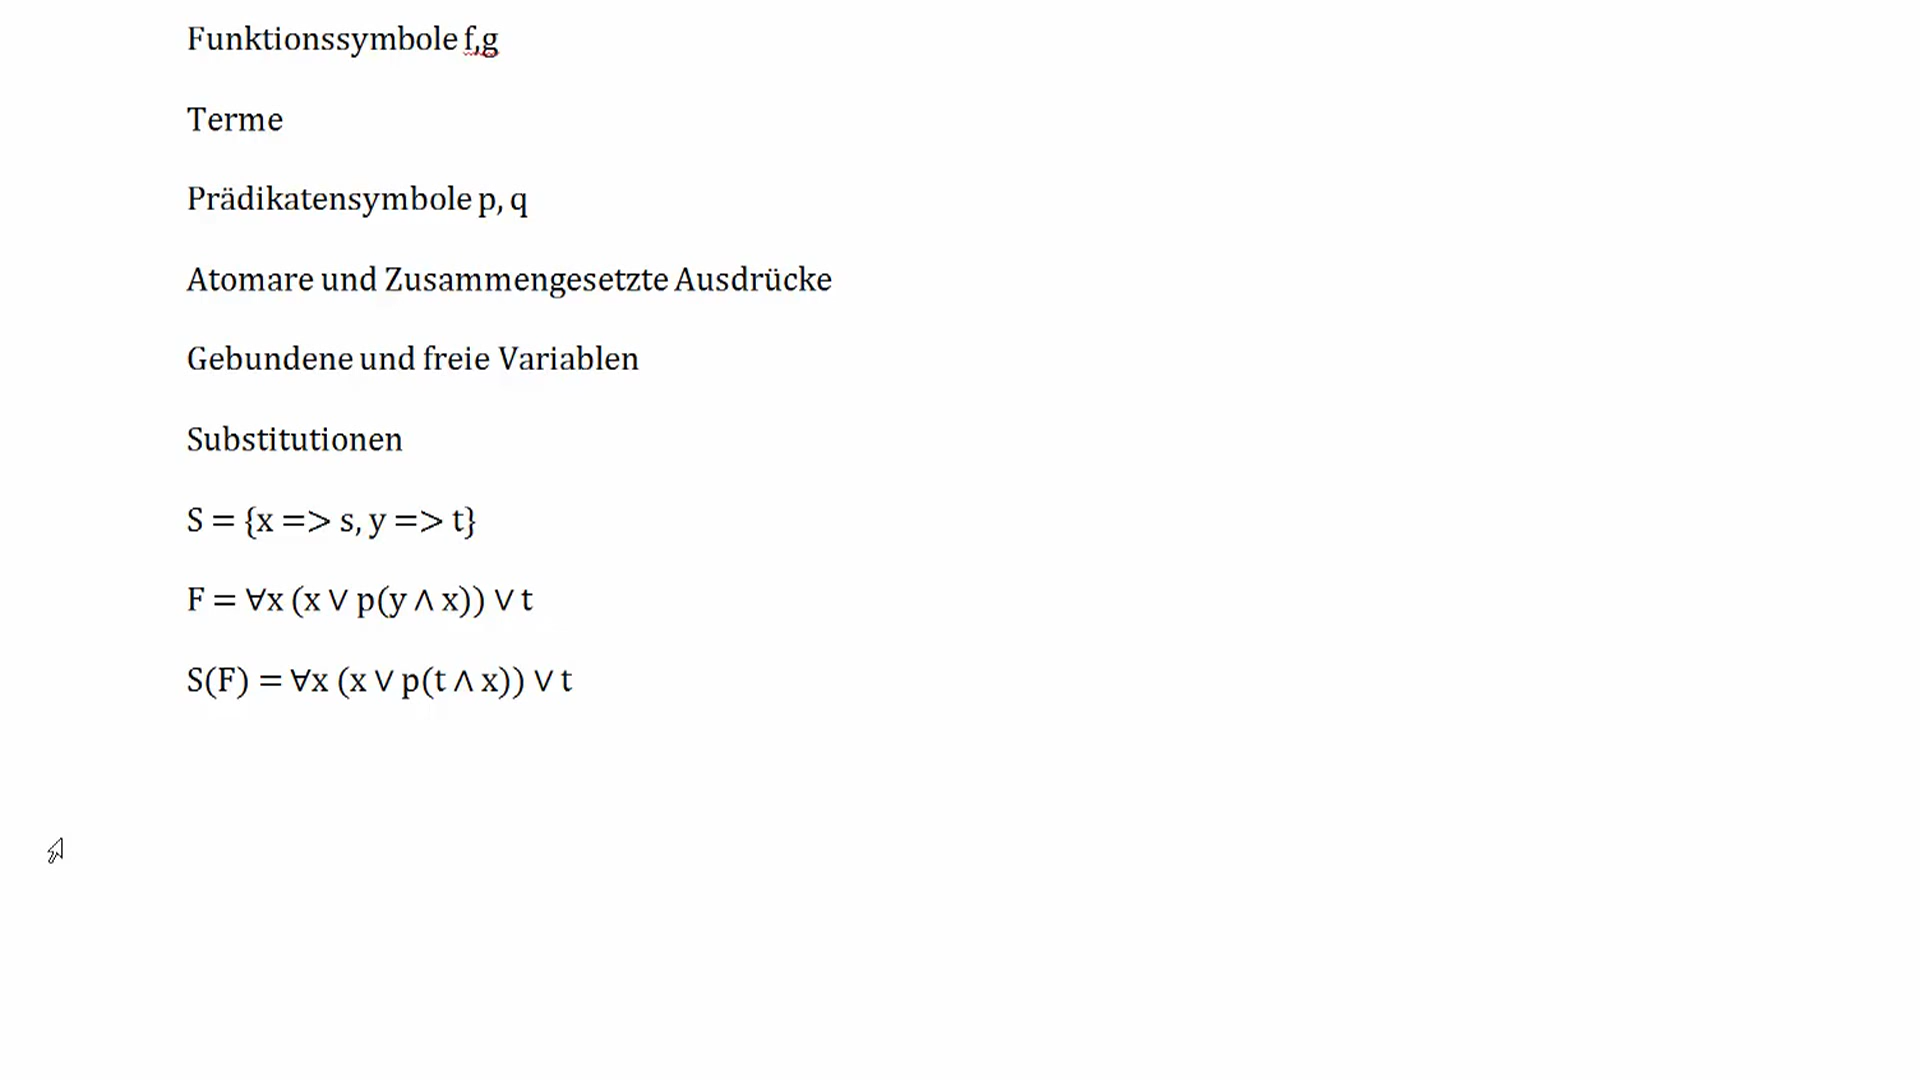 Funktionssymbole f,g
Terme
Prädikatensymbole p, q
Atomare und Zusammengesetzte Ausdrücke
Gebundene und freie Variablen
Substitutionen
S = {x => s, y => t}
F = ∀x (x ∨ p(y ∧ x)) ∨ t
S(F) = ∀x (x ∨ p(t ∧ x)) ∨ t